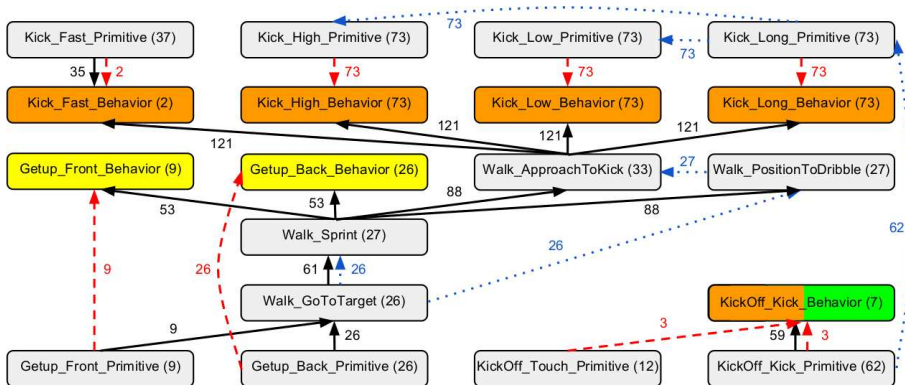 73
Kick_Fast_Primitive (37)
Kick_High_Primitive (73)
Kick_Low_Primitive (73)
Kick_Long_Primitive (73)
73
35
2
73
73
73
Kick_Fast_Behavior (2)
Kick_High_Behavior (73)
Kick_Low_Behavior (73)
Kick_Long_Behavior (73)
121
121
121
121
Getup_Front_Behavior (9)
Getup_Back_Behavior (26)
Walk_ApproachToKick (33)
27
Walk_PositionToDribble (27)
53
53
88
88
62
Walk_Sprint (27)
26
9
26
61
26
Walk_GoToTarget (26)
KickOff_Kick_Behavior (7)
9
26
3
59
3
Getup_Front_Primitive (9)
Getup_Back_Primitive (26)
KickOff_Touch_Primitive (12)
KickOff_Kick_Primitive (62)